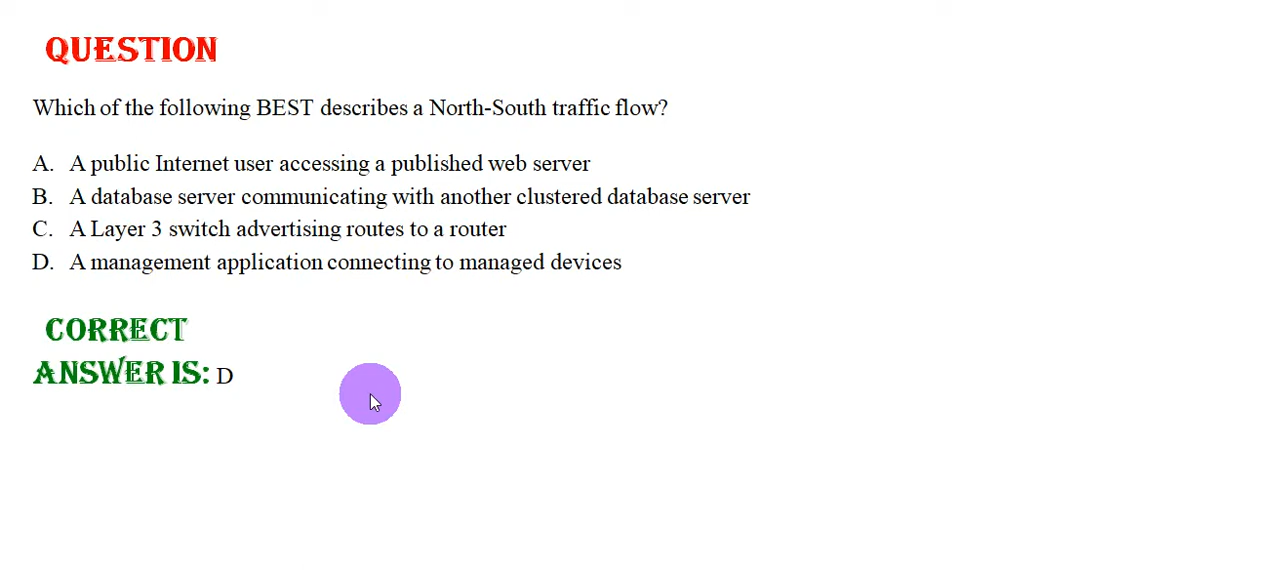 QUESTION
Which of the following BEST describes a North-South traffic flow?
A. A public Internet user accessing a published web server
B. A database server communicating with another clustered database server
C. A Layer 3 switch advertising routes to a router
D. A management application connecting to managed devices
CORRECT
ANSWER IS: D